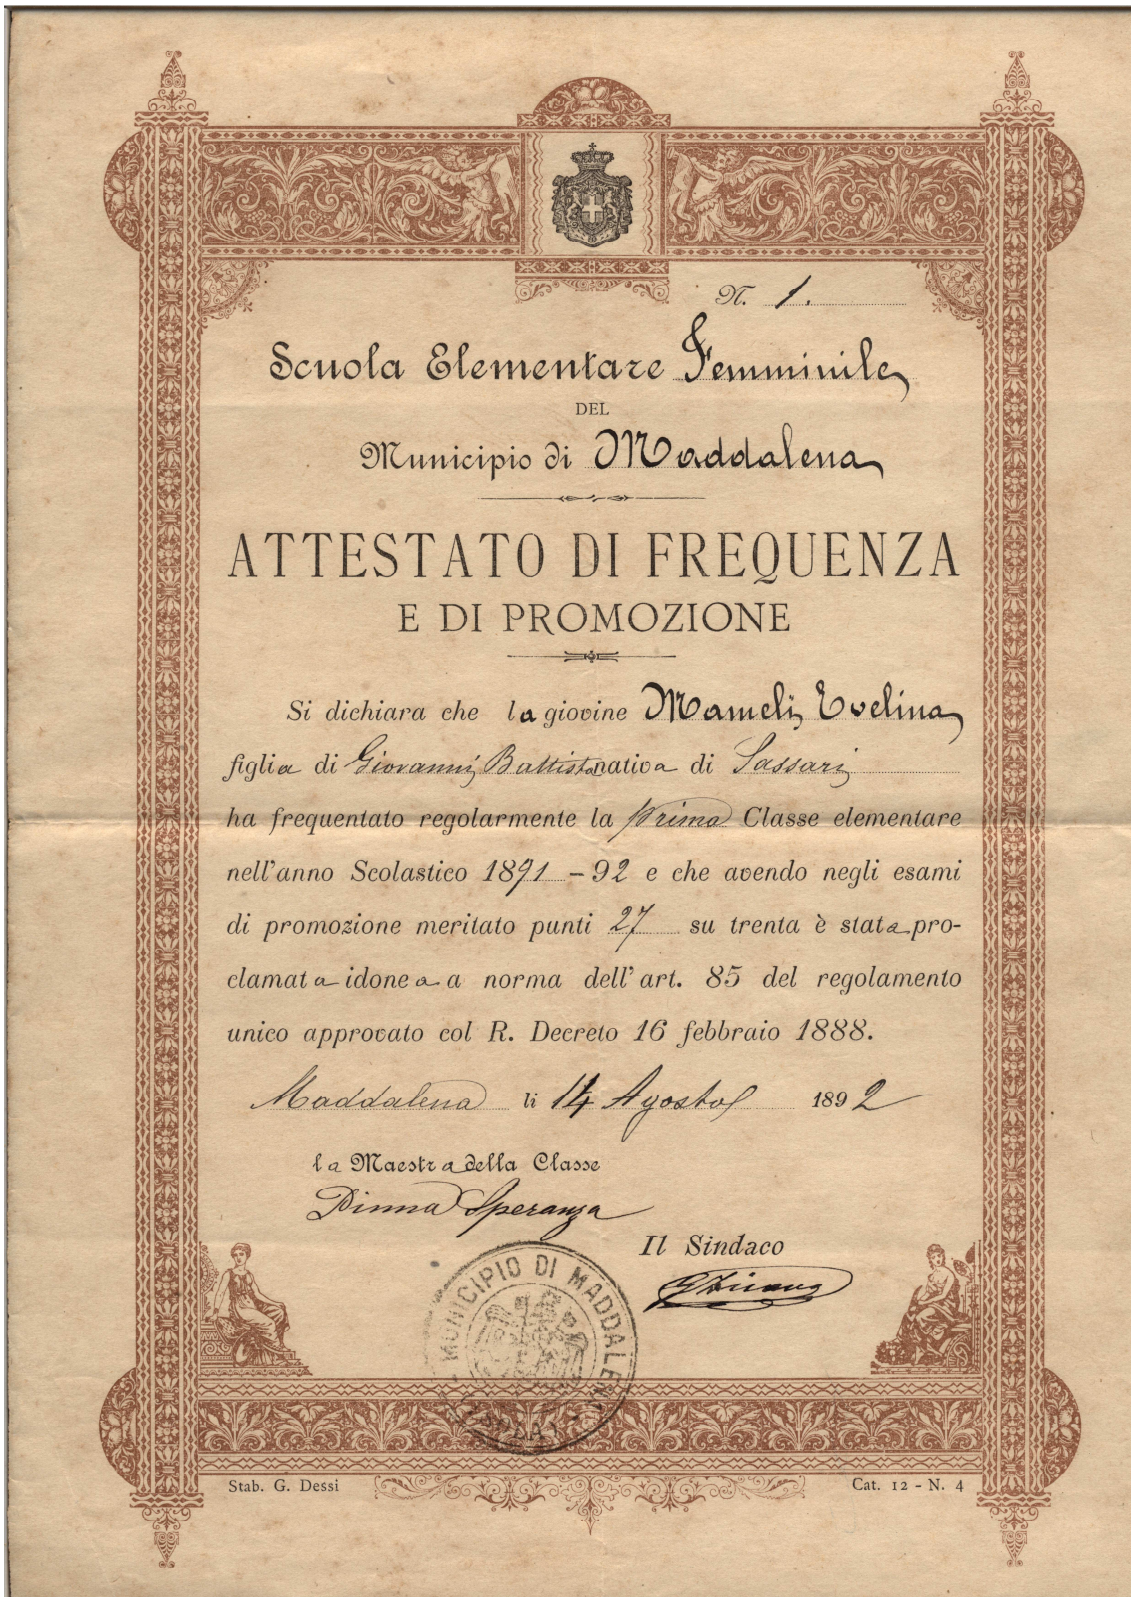 N. 1.
Scuola Elementare Femminile
DEL
Municipio di Maddalena
ATTESTATO DI FREQUENZA
E DI PROMOZIONE
Si dichiara che la giovine Mameli Evelina
figlia di Giovanni Battista nativa di Sassari
ha frequentato regolarmente la prima Classe elementare
nell'anno Scolastico 1891 - 92 e che avendo negli esami
di promozione meritato punti 27 su trenta è stata pro-
clamata idonea a norma dell'art. 85 del regolamento
unico approvato col R. Decreto 16 febbraio 1888.
Maddalena li 14 Agosto 1892
la Maestra della Classe
Speranza
Il Sindaco
MUNICIPIO DI MADDALENA
Stab. G. Dessi
Cat. 12 - N. 4